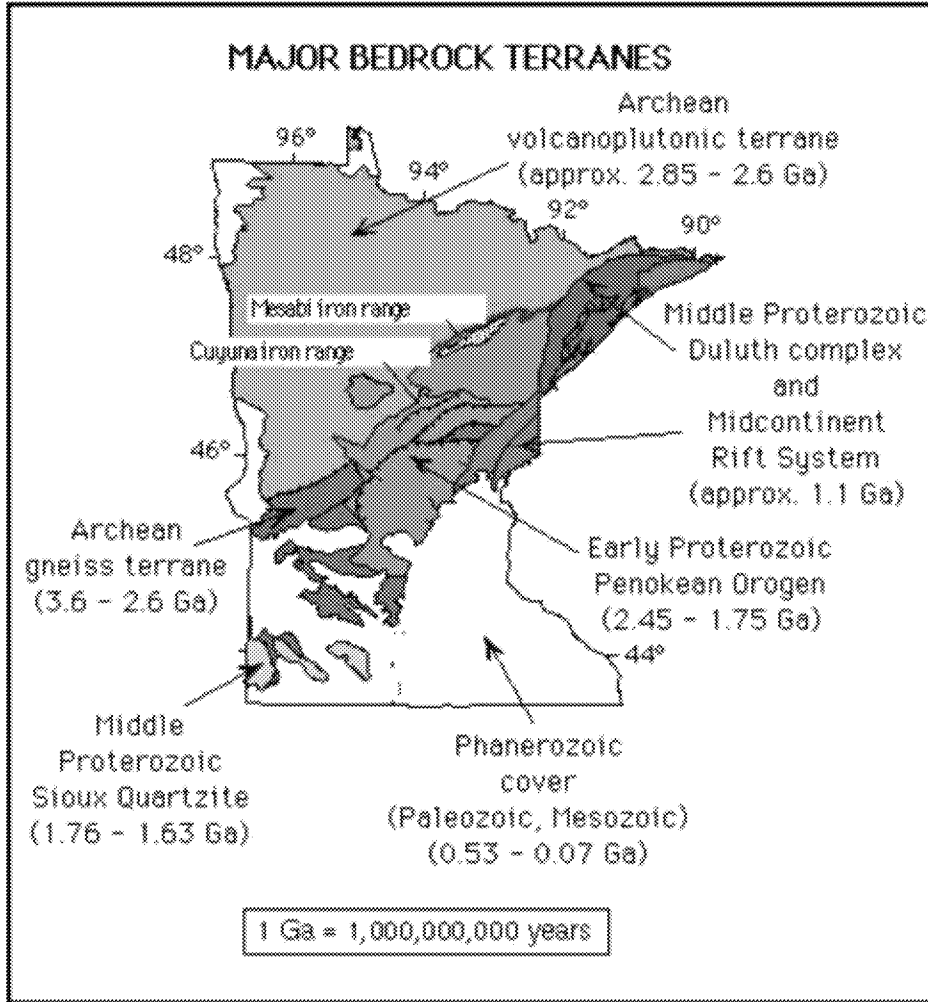 MAJOR BEDROCK TERRANES
Archean
volcanoplutonic terrane
(approx. 2.85 - 2.6 Ga)
96°
94°
92°
90°
48°
Mesabi iron range
Cuyuna iron range
Middle Proterozoic
Duluth complex
and
Midcontinent
Rift System
(approx. 1.1 Ga)
46°
Archean
gneiss terrane
(3.6 - 2.6 Ga)
Early Proterozoic
Penokean Orogen
(2.45 - 1.75 Ga)
44°
Middle
Proterozoic
Sioux Quartzite
(1.76 - 1.63 Ga)
Phanerozoic
cover
(Paleozoic, Mesozoic)
(0.53 - 0.07 Ga)
1 Ga = 1,000,000,000 years